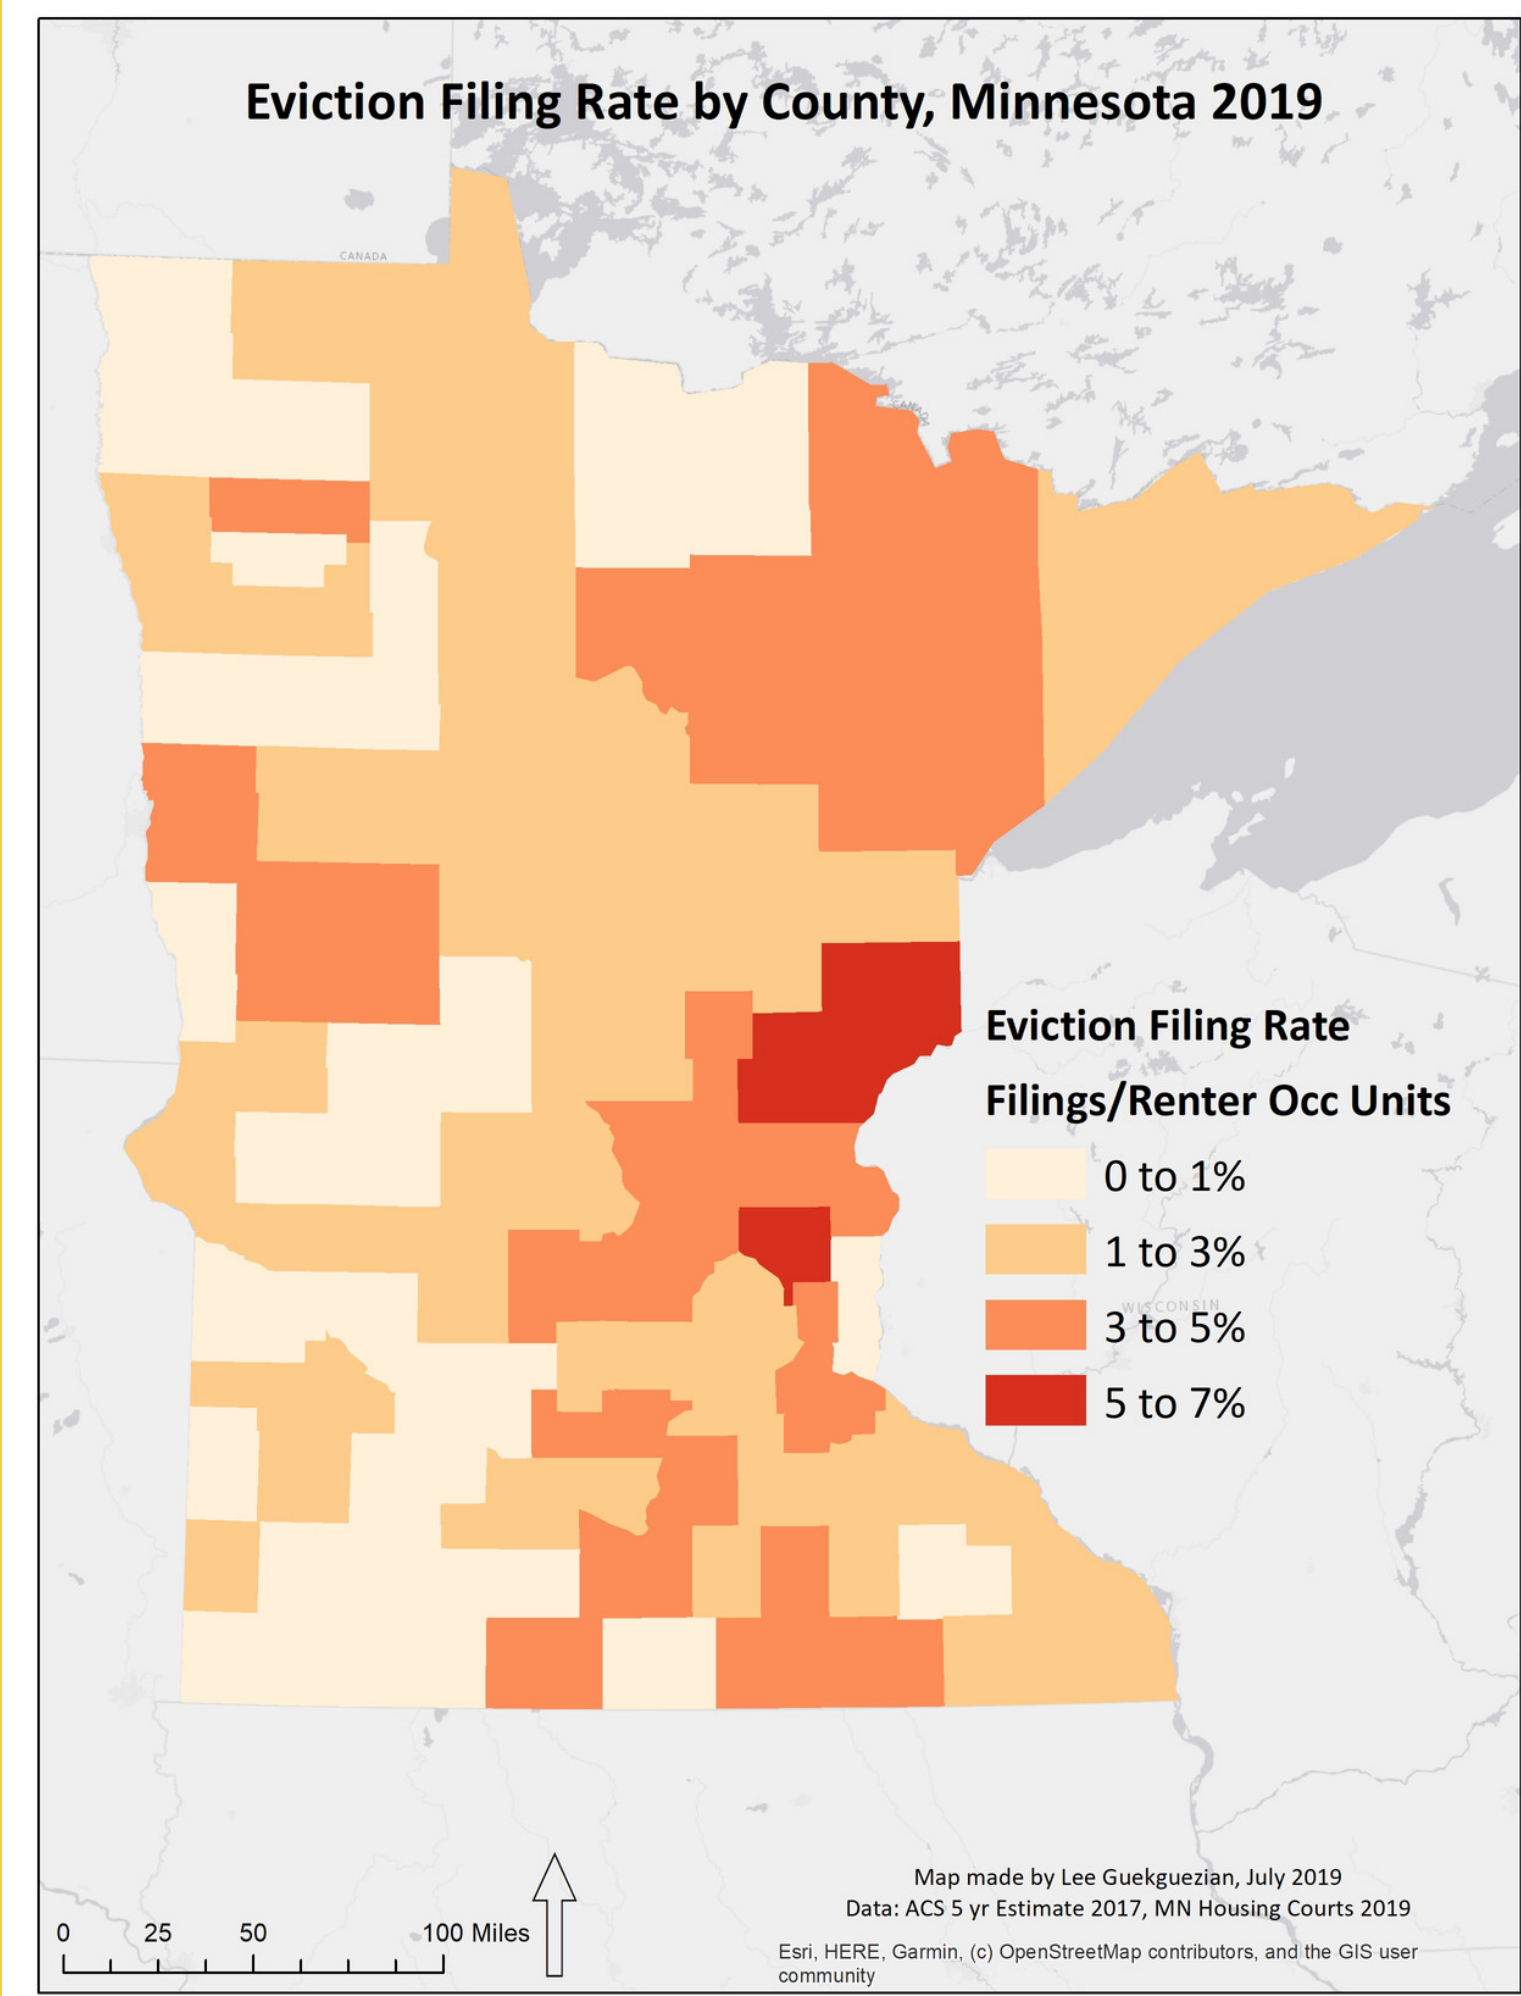 Eviction Filing Rate by County, Minnesota 2019
CANADA
CANADA
Eviction Filing Rate
Filings/Renter Occ Units
0 to 1%
1 to 3%
WISCONSIN
3 to 5%
5 to 7%
Map made by Lee Guekguezian, July 2019
Data: ACS 5 yr Estimate 2017, MN Housing Courts 2019
0 25 50 100 Miles
Esri, HERE, Garmin, (c) OpenStreetMap contributors, and the GIS user
community